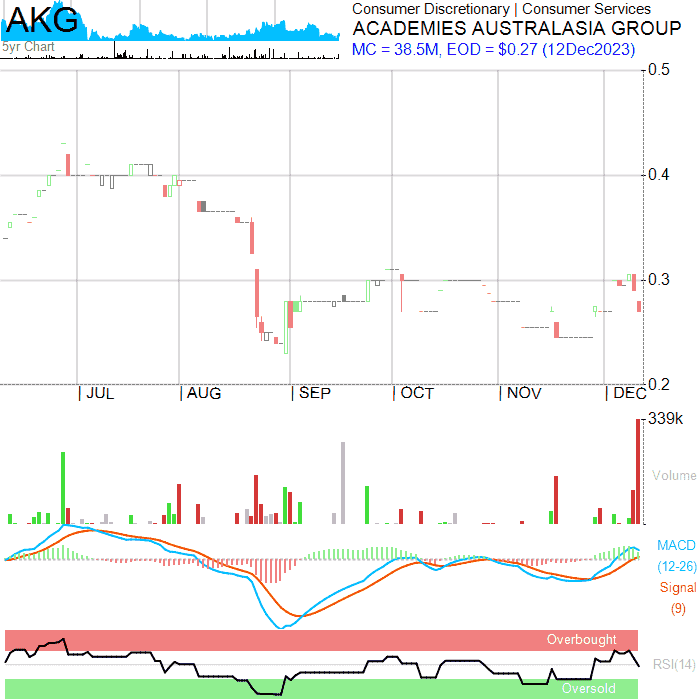 AKG
5yr Chart
Consumer Discretionary | Consumer Services
ACADEMIES AUSTRALASIA GROUP
MC = 38.5M, EOD = $0.27 (12Dec2023)
0.5
0.4
0.3
0.2
| JUL | AUG | SEP | OCT | NOV | DEC
339k
Volume
MACD
(12-26)
Signal
(9)
Overbought
RSI(14)
Oversold